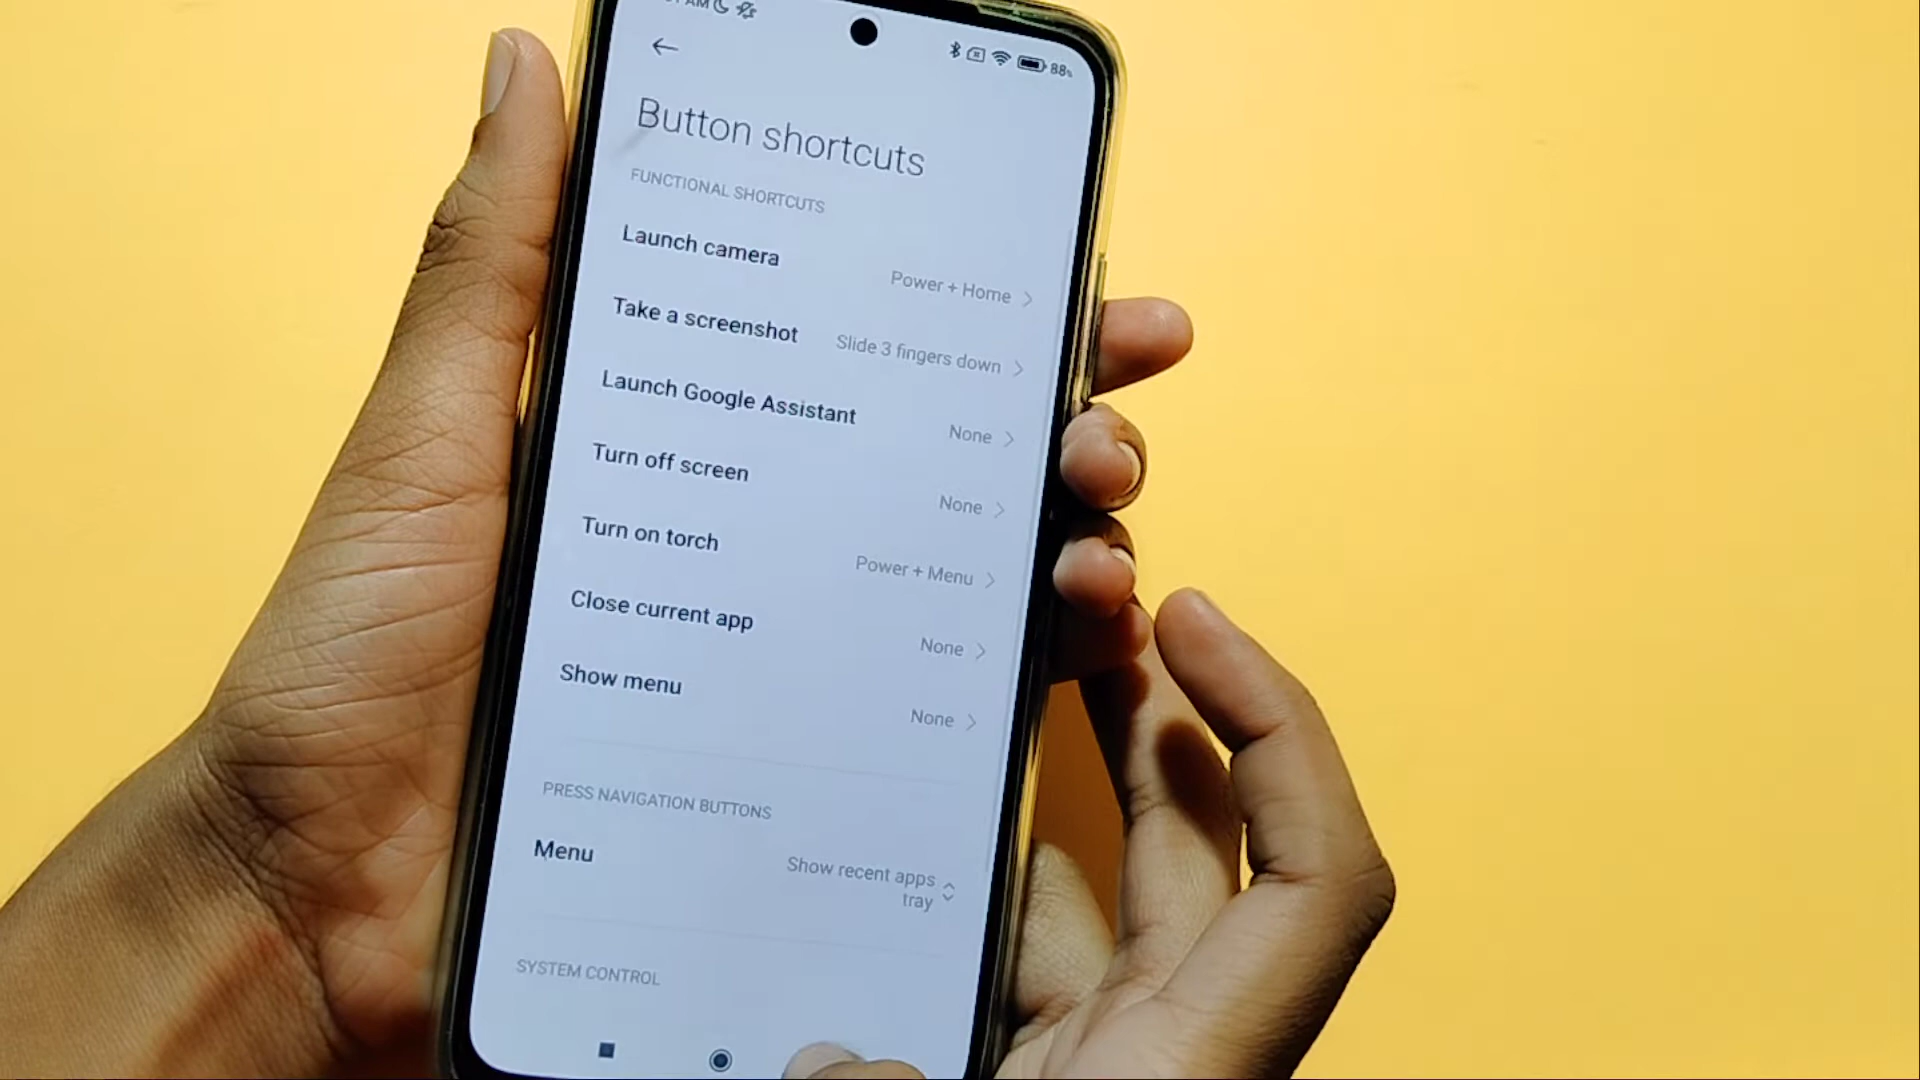 AM
88%
Button shortcuts
FUNCTIONAL SHORTCUTS
Launch camera
Power + Home
Take a screenshot
Slide 3 fingers down
Launch Google Assistant
None
Turn off screen
None
Turn on torch
Power + Menu
Close current app
None
Show menu
None
PRESS NAVIGATION BUTTONS
Menu
Show recent apps
tray
SYSTEM CONTROL